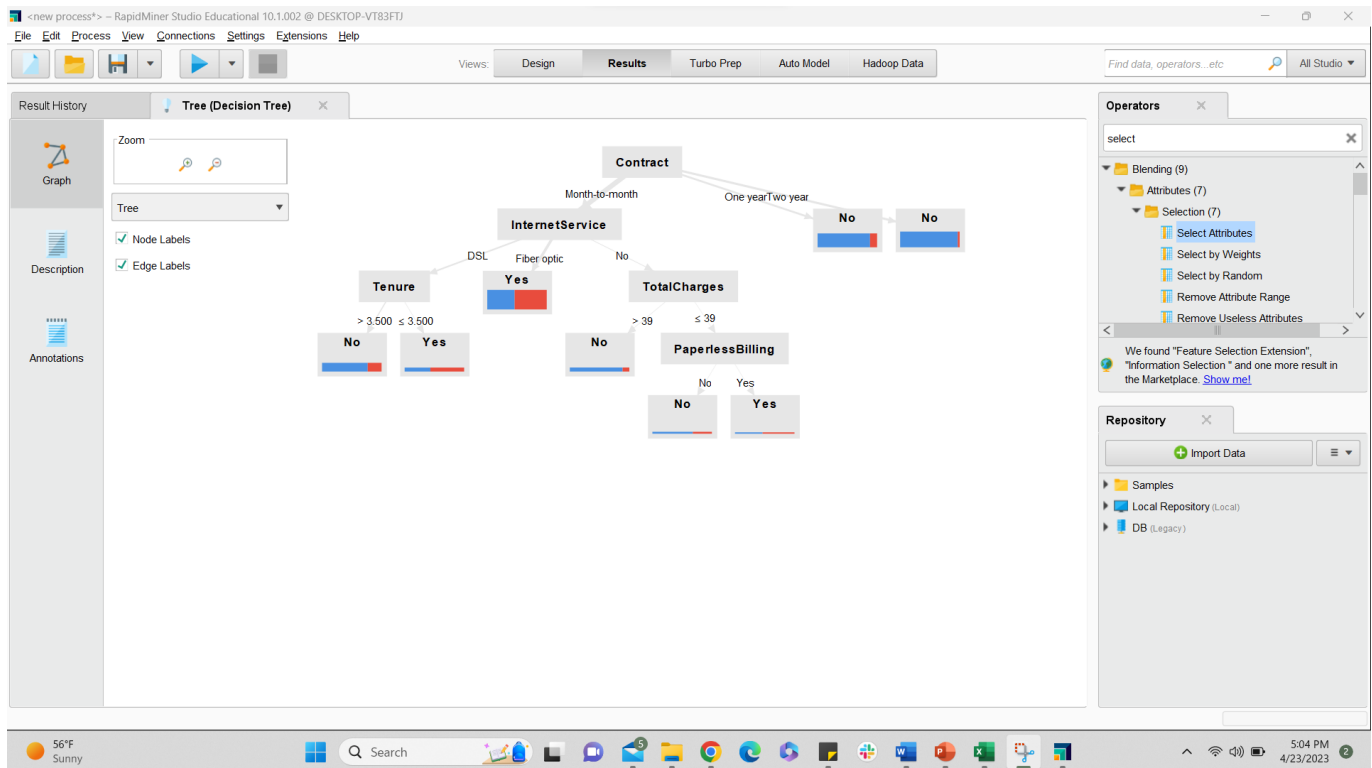 <new process*> – RapidMiner Studio Educational 10.1.002 @ DESKTOP-VT83FTJ
File Edit Process View Connections Settings Extensions Help
Views: Design Results Turbo Prep Auto Model Hadoop Data
Find data, operators...etc
All Studio
Result History
Tree (Decision Tree)
Graph
Description
Annotations
Zoom
Tree
Node Labels
Edge Labels
Contract
Month-to-month
One year
Two year
InternetService
No
No
DSL
Fiber optic
No
Tenure
Yes
TotalCharges
> 3.500
≤ 3.500
> 39
≤ 39
No
Yes
No
PaperlessBilling
No
Yes
No
Yes
Operators
select
Blending (9)
Attributes (7)
Selection (7)
Select Attributes
Select by Weights
Select by Random
Remove Attribute Range
Remove Useless Attributes
We found "Feature Selection Extension",
"Information Selection " and one more result in
the Marketplace. Show me!
Repository
Import Data
Samples
Local Repository (Local)
DB (Legacy)
56°F
Sunny
Search
5
5:04 PM
4/23/2023
2